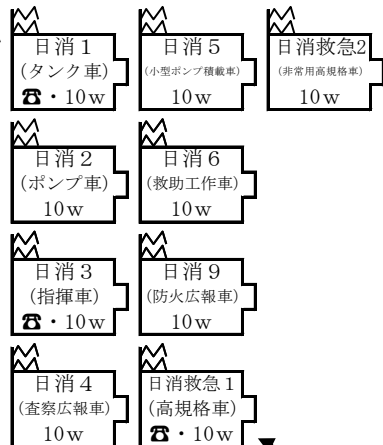 日消１
(タンク車)
☎・10w
日消５
(小型ポンプ積載車)
10w
日消救急2
(非常用高規格車)
10w
日消２
(ポンプ車)
10w
日消６
(救助工作車)
10w
日消３
(指揮車)
☎・10w
日消９
(防火広報車)
10w
日消４
(査察広報車)
10w
日消救急１
(高規格車)
☎・10w